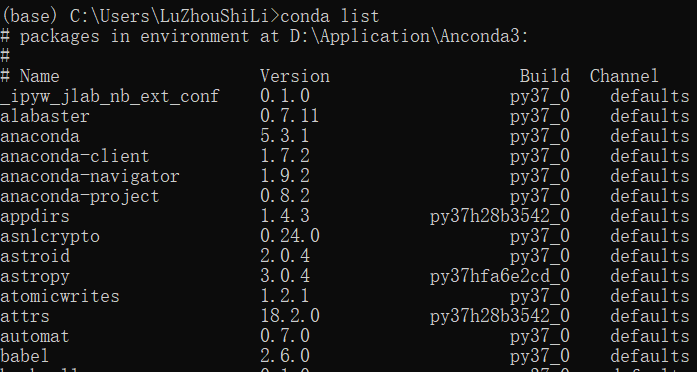 (base) C:\Users\LuZhouShiLi>conda list
# packages in environment at D:\Application\Anconda3:
#
# Name Version Build Channel
_ipyw_jlab_nb_ext_conf 0.1.0 py37_0 defaults
alabaster 0.7.11 py37_0 defaults
anaconda 5.3.1 py37_0 defaults
anaconda-client 1.7.2 py37_0 defaults
anaconda-navigator 1.9.2 py37_0 defaults
anaconda-project 0.8.2 py37_0 defaults
appdirs 1.4.3 py37h28b3542_0 defaults
asn1crypto 0.24.0 py37_0 defaults
astroid 2.0.4 py37_0 defaults
astropy 3.0.4 py37hfa6e2cd_0 defaults
atomicwrites 1.2.1 py37_0 defaults
attrs 18.2.0 py37h28b3542_0 defaults
automat 0.7.0 py37_0 defaults
babel 2.6.0 py37_0 defaults